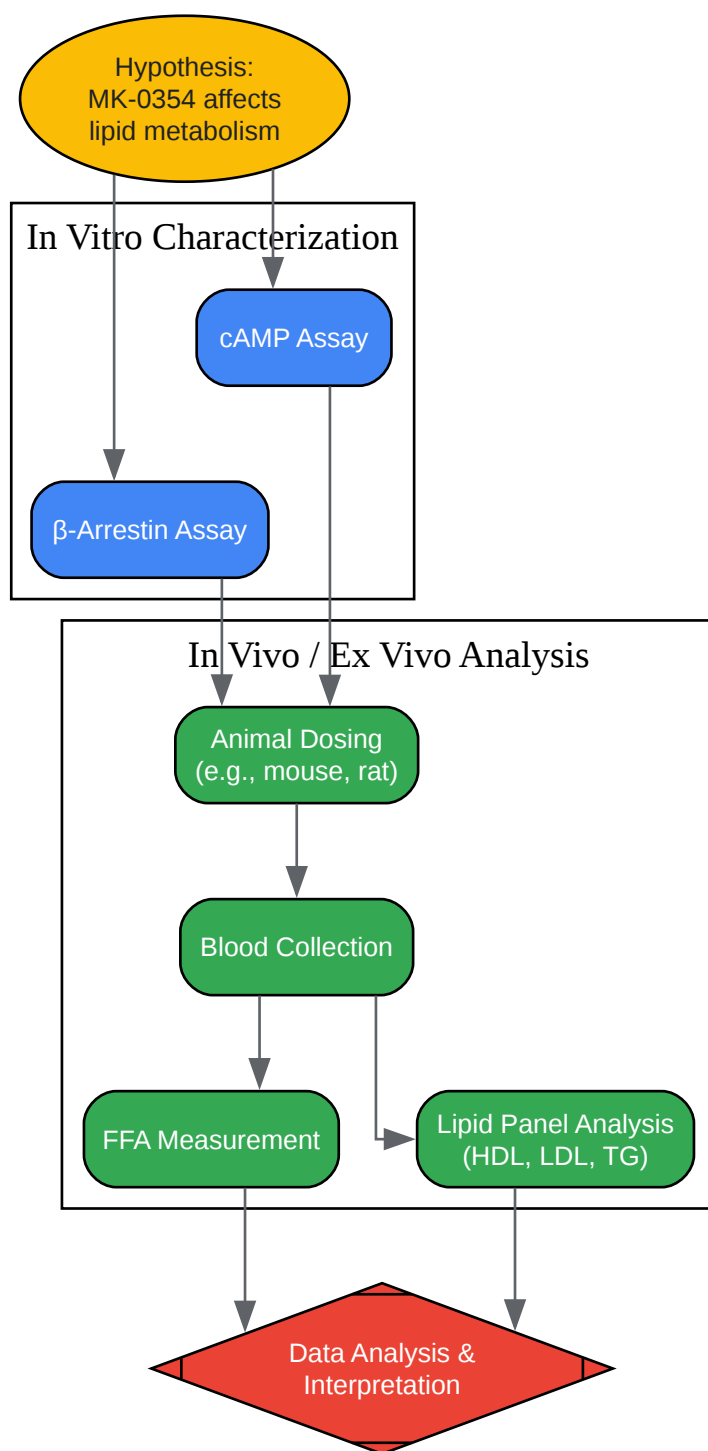 Hypothesis:
MK-0354 affects
lipid metabolism
In Vitro Characterization
cAMP Assay
β-Arrestin Assay
In Vivo / Ex Vivo Analysis
Animal Dosing
(e.g., mouse, rat)
Blood Collection
FFA Measurement
Lipid Panel Analysis
(HDL, LDL, TG)
Data Analysis &
Interpretation